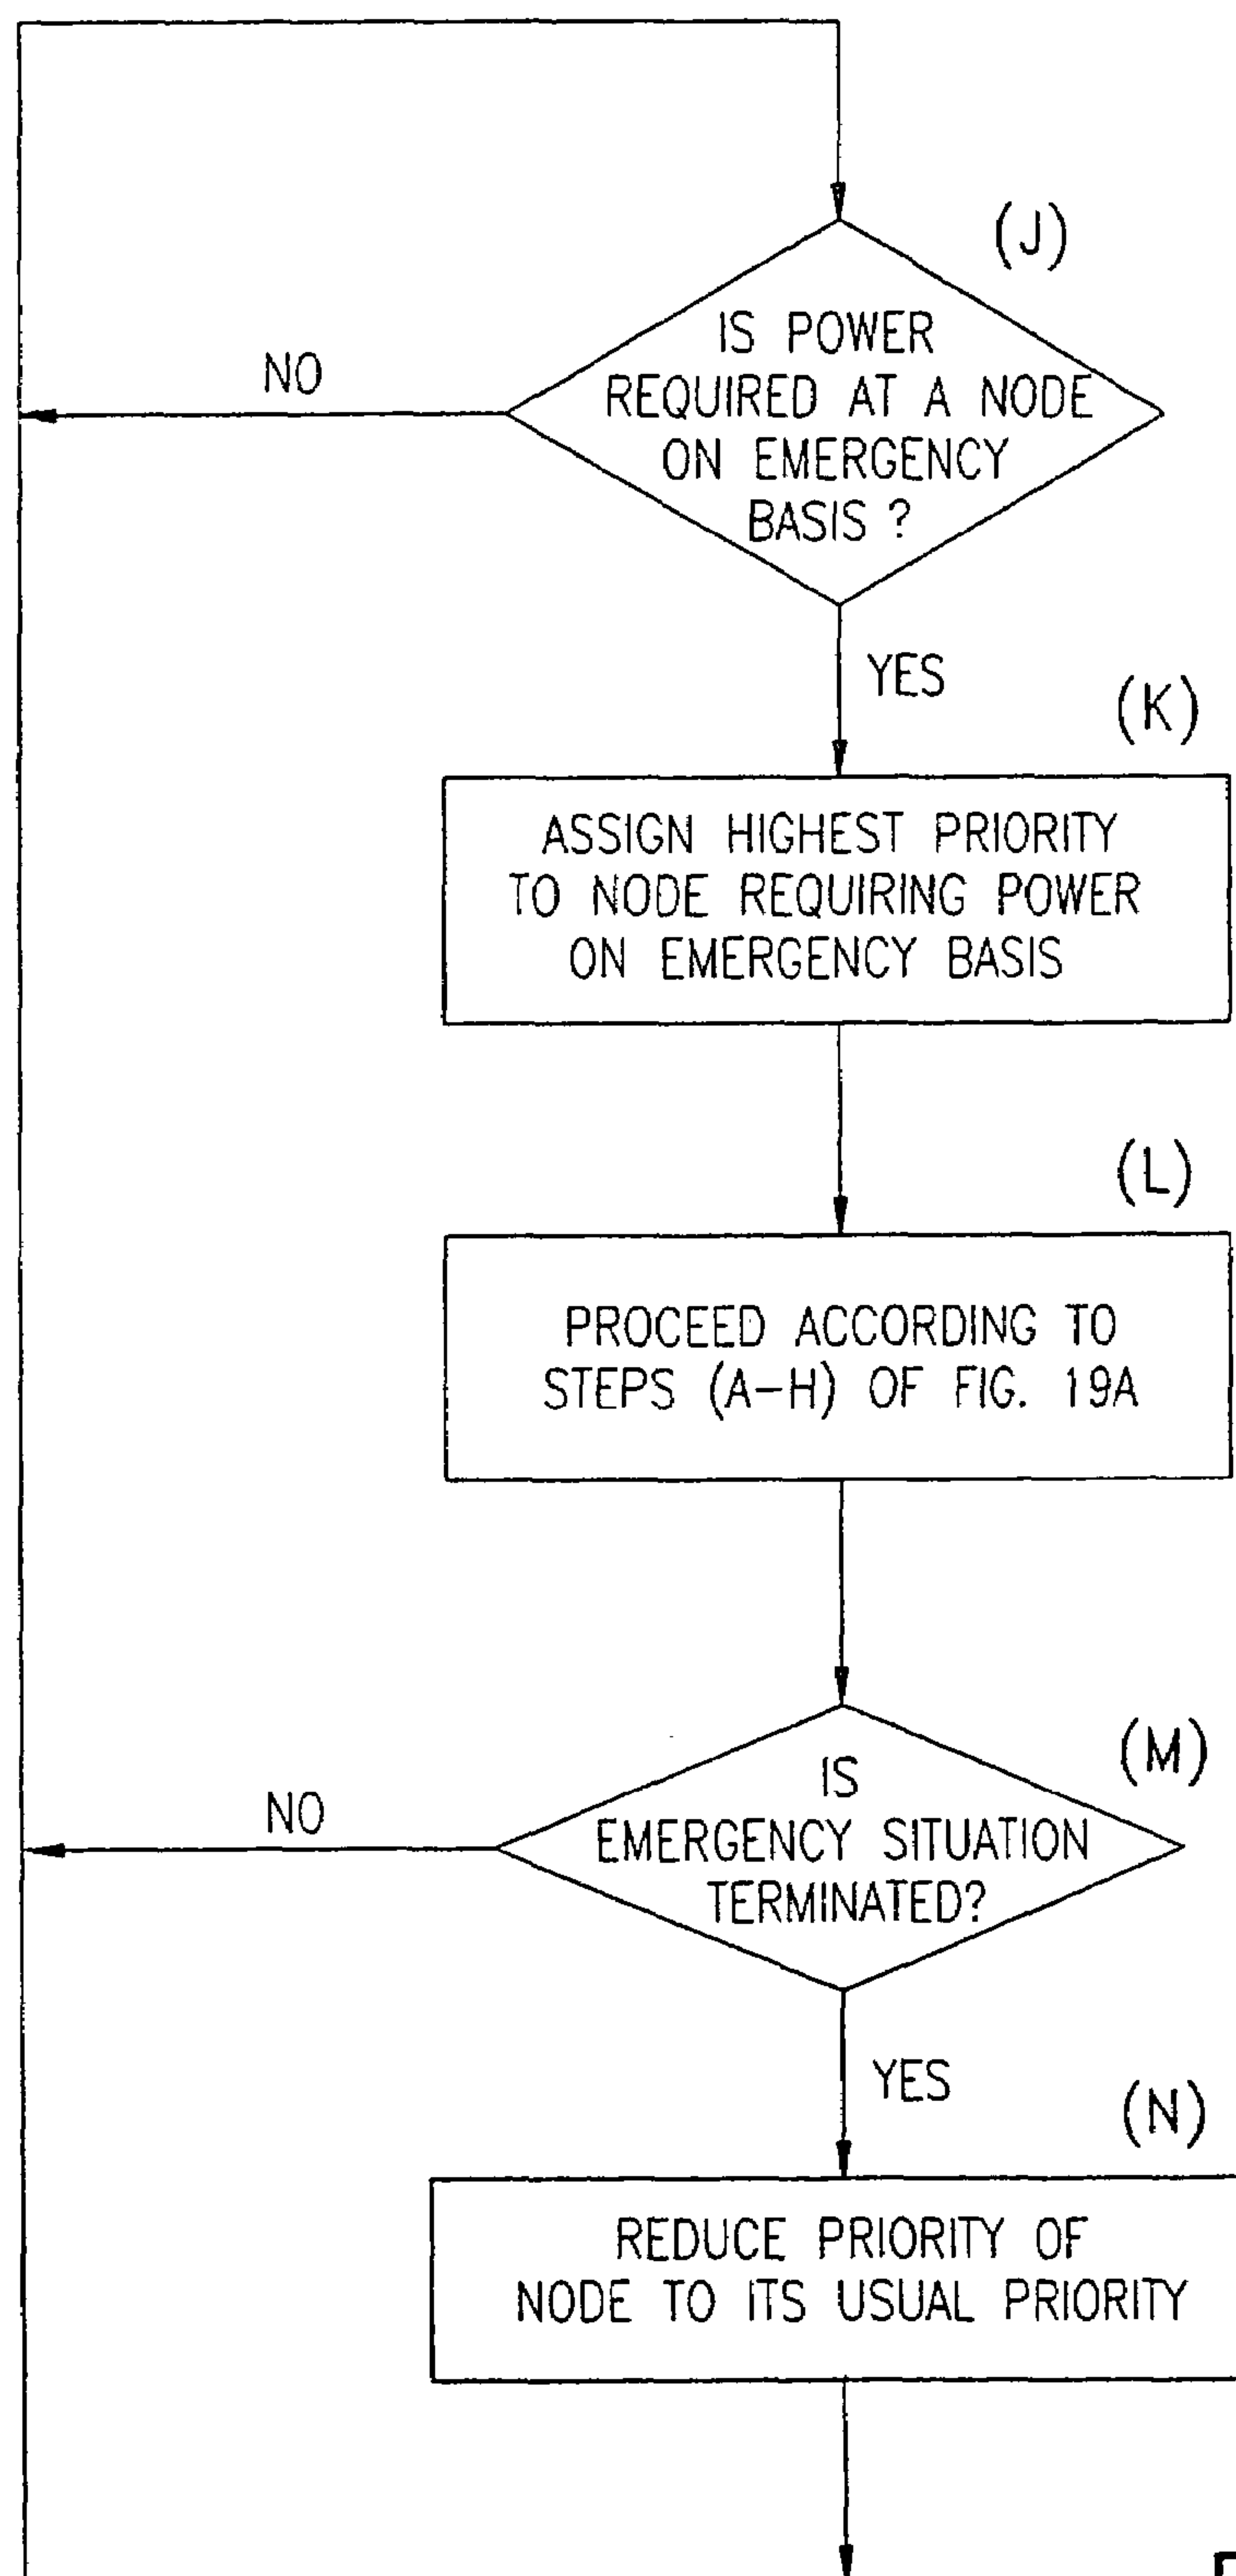 (J)
IS POWER
REQUIRED AT A NODE
ON EMERGENCY
BASIS ?
NO
YES
(K)
ASSIGN HIGHEST PRIORITY
TO NODE REQUIRING POWER
ON EMERGENCY BASIS
(L)
PROCEED ACCORDING TO
STEPS (A-H) OF FIG. 19A
(M)
IS
EMERGENCY SITUATION
TERMINATED?
NO
YES
(N)
REDUCE PRIORITY OF
NODE TO ITS USUAL PRIORITY